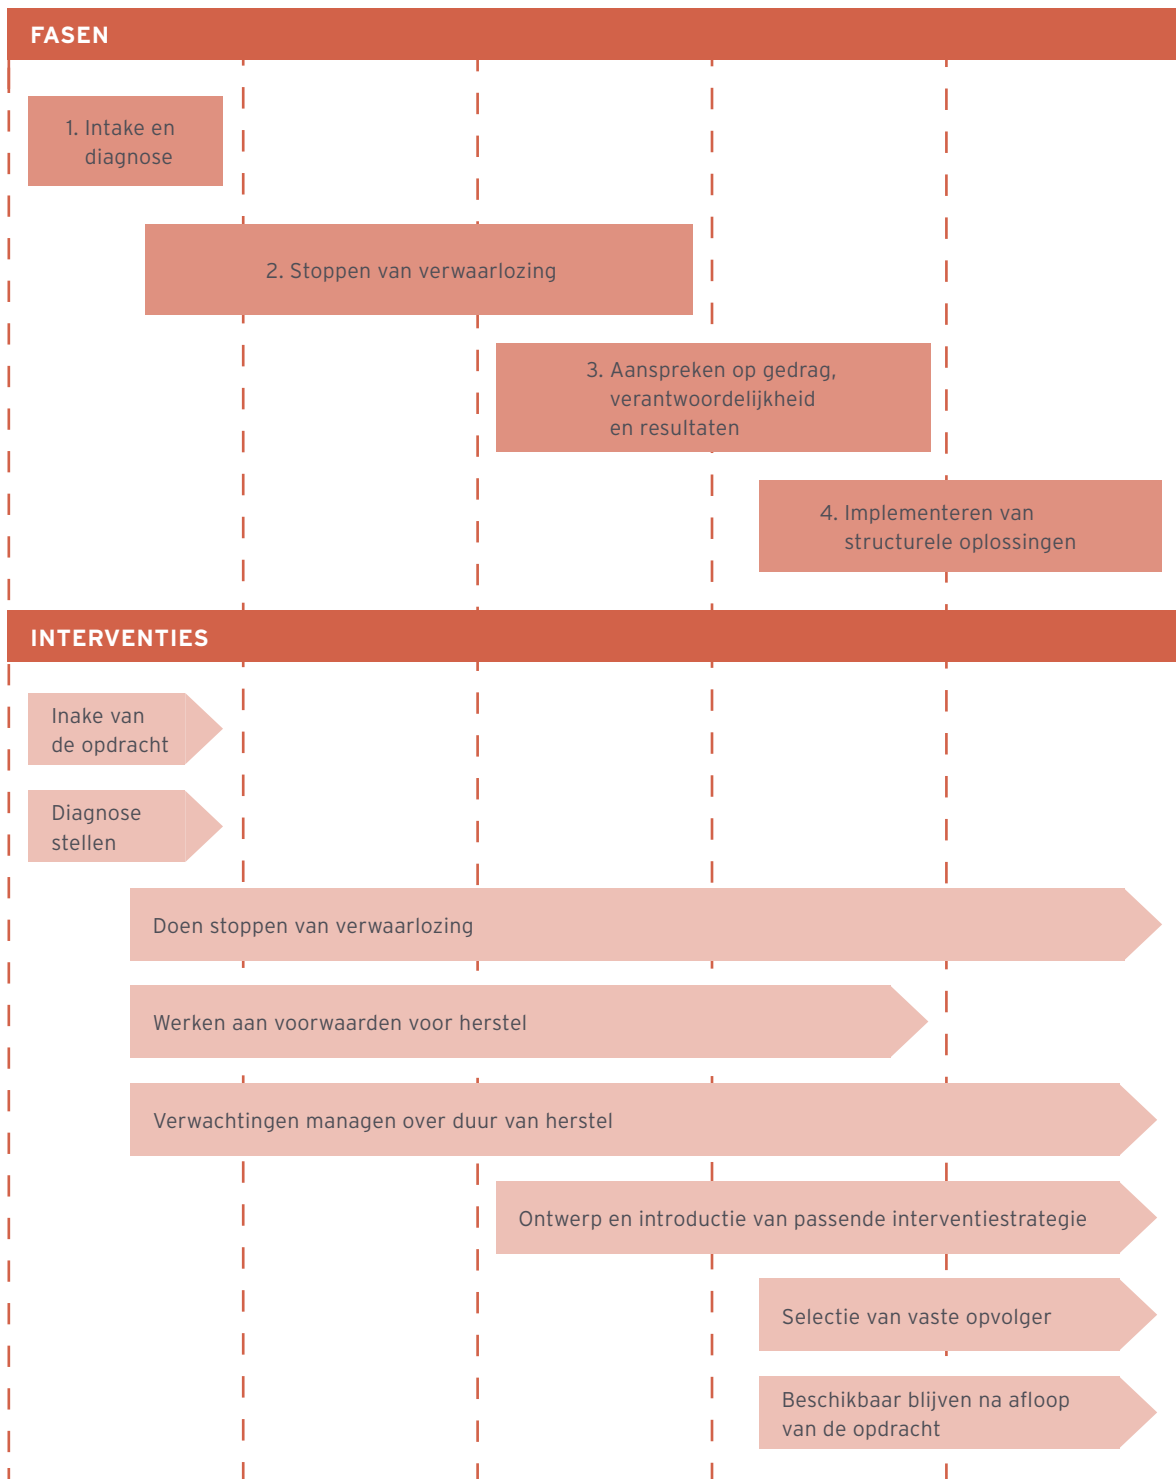 FASEN
1. Intake en
diagnose
2. Stoppen van verwaarlozing
3. Aanspreken op gedrag,
verantwoordelijkheid
en resultaten
4. Implementeren van
structurele oplossingen
INTERVENTIES
Inake van
de opdracht
Diagnose
stellen
Doen stoppen van verwaarlozing
Werken aan voorwaarden voor herstel
Verwachtingen managen over duur van herstel
Ontwerp en introductie van passende interventiestrategie
Selectie van vaste opvolger
Beschikbaar blijven na afloop
van de opdracht